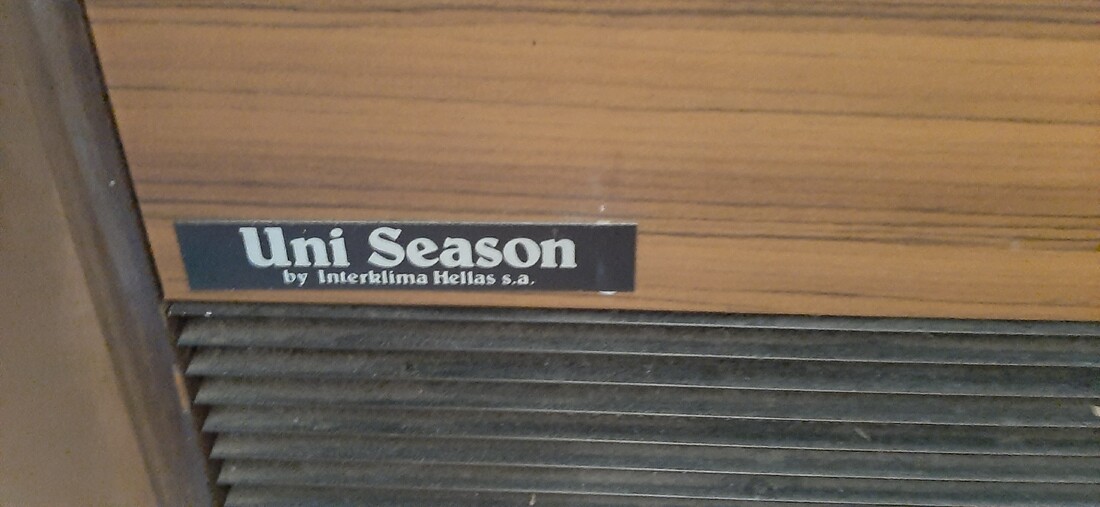 Uni Season
by Interklima Hellas s.a.